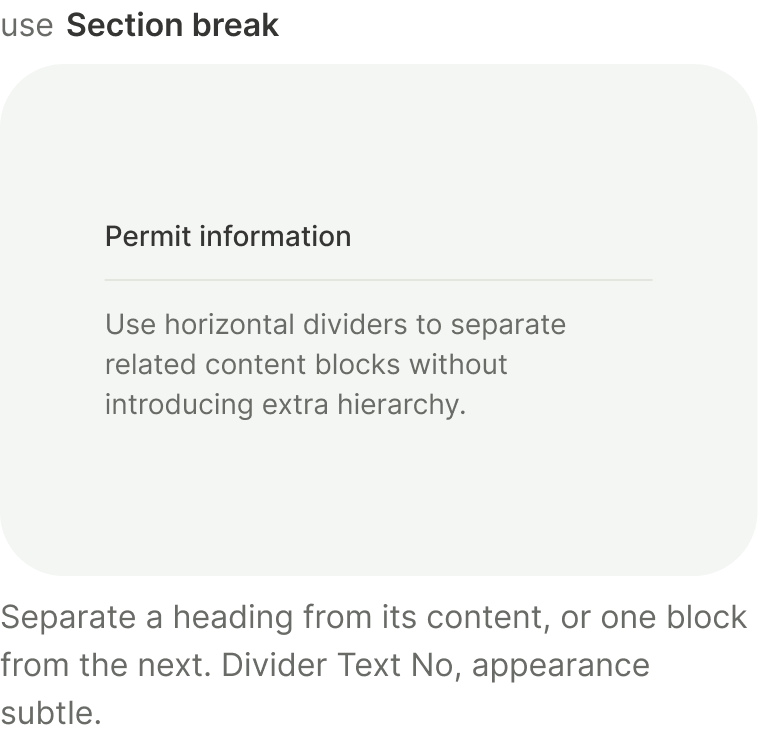 use Section break
Permit information
Use horizontal dividers to separate
related content blocks without
introducing extra hierarchy.
Separate a heading from its content, or one block
from the next. Divider Text No, appearance
subtle.